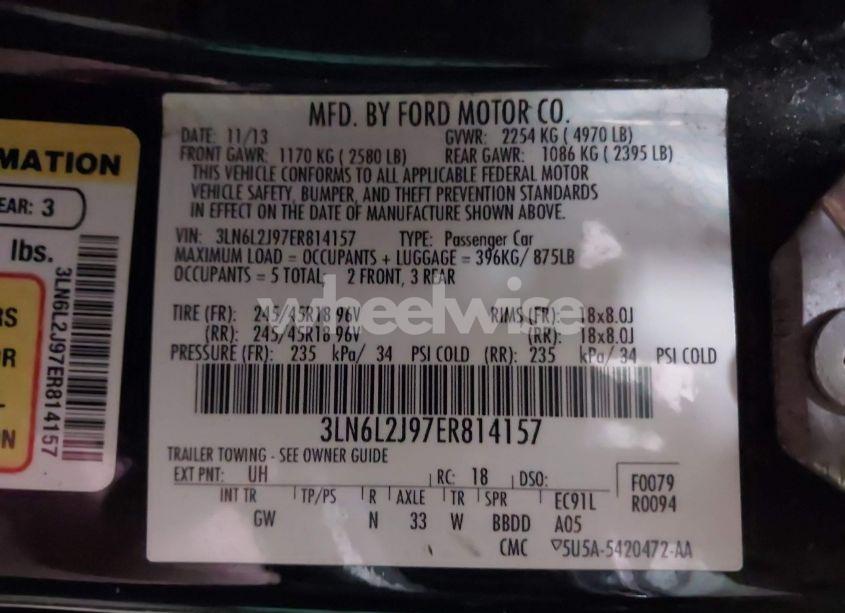 MFD. BY FORD MOTOR CO.
DATE: 11/13 GVWR: 2254 KG ( 4970 LB)
FRONT GAWR: 1170 KG ( 2580 LB) REAR GAWR: 1086 KG ( 2395 LB)
THIS VEHICLE CONFORMS TO ALL APPLICABLE FEDERAL MOTOR
VEHICLE SAFETY, BUMPER, AND THEFT PREVENTION STANDARDS
IN EFFECT ON THE DATE OF MANUFACTURE SHOWN ABOVE.
VIN: 3LN6L2J97ER814157 TYPE: Passenger Car
MAXIMUM LOAD = OCCUPANTS + LUGGAGE = 396KG/ 875LB
OCCUPANTS = 5 TOTAL, 2 FRONT, 3 REAR
TIRE (FR): 245/45R18 96V RIMS (FR): 18x8.0J
(RR): 245/45R18 96V (RR): 18x8.0J
PRESSURE (FR): 235 kPa/ 34 PSI COLD (RR): 235 kPa/ 34 PSI COLD
3LN6L2J97ER814157
TRAILER TOWING - SEE OWNER GUIDE
EXT PNT: UH RC: 18 DSO: F0079
R0094
INT TR TP/PS R AXLE TR SPR EC91L
GW N 33 W BBDD A05
CMC ▽5U5A-5420472-AA
MATION
EAR: 3
lbs.
RS
OR
L-
ON
3LN6L2J97ER814157
wheelwise